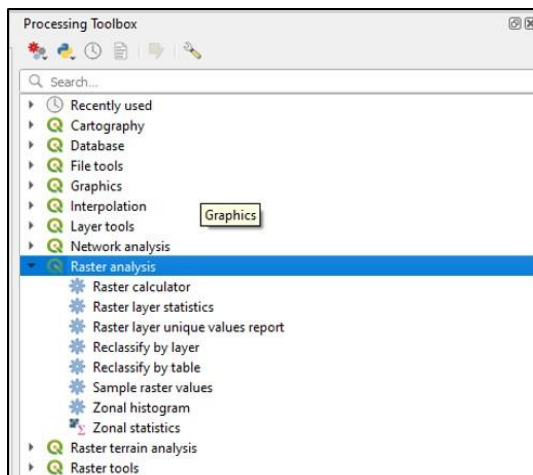 Processing Toolbox
Search...
Recently used
Cartography
Database
File tools
Graphics
Interpolation
Graphics
Layer tools
Network analysis
Raster analysis
Raster calculator
Raster layer statistics
Raster layer unique values report
Reclassify by layer
Reclassify by table
Sample raster values
Zonal histogram
Zonal statistics
Raster terrain analysis
Raster tools